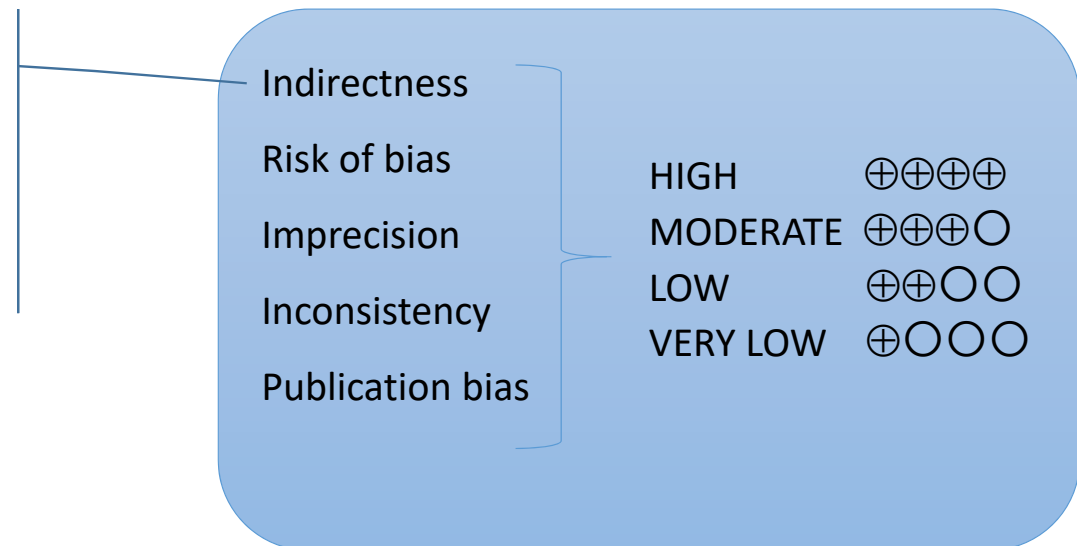 Indirectness
Risk of bias
Imprecision
Inconsistency
Publication bias
HIGH ⊕⊕⊕⊕
MODERATE ⊕⊕⊕◯
LOW ⊕⊕◯◯
VERY LOW ⊕◯◯◯